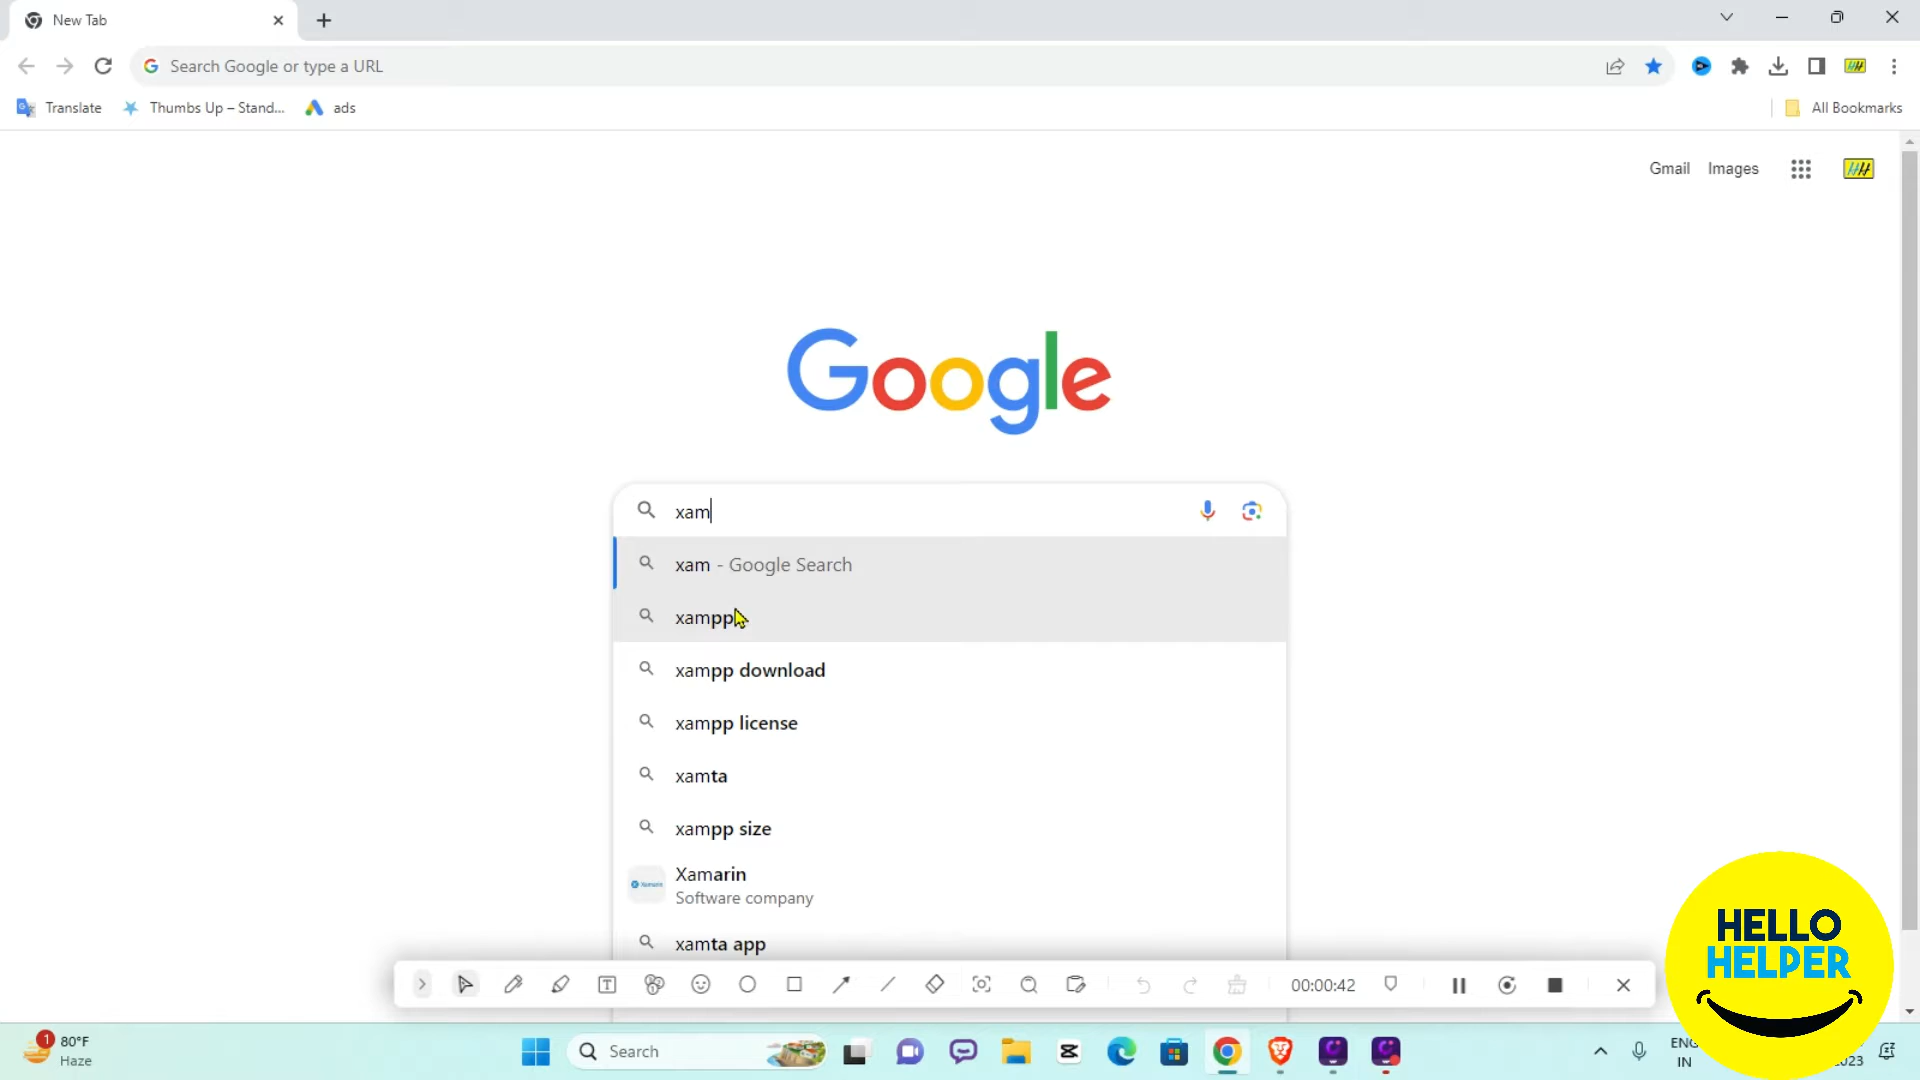 New Tab
Search Google or type a URL
Translate
Thumbs Up – Stand...
ads
All Bookmarks
Gmail
Images
Google
xam
xam - Google Search
xampp
xampp download
xampp license
xamta
xampp size
Xamarin
Software company
xamta app
00:00:42
HELLO
HELPER
1
80°F
Haze
Search
ENG
IN
2023